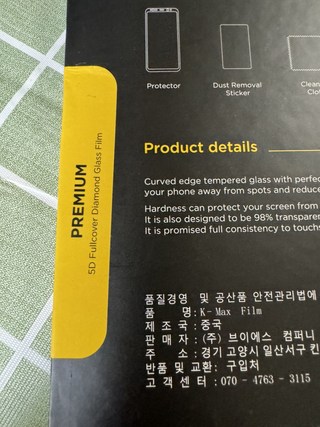 PREMIUM
5D Fullcover Diamond Glass Film
Protector
Dust Removal
Sticker
Product details
Curved edge tempered glass with
your phone away from spots and
Hardness can protect your screen from
It is also designed to be 98%
It is promised full consistency to
품질경영 및 공산품 안전관리법에
품 명:K-Max Film
제 조 국:중국
판 매 자:(주) 브이에스 컴퍼니
주 소:경기 고양시 일산서구 킨
반품 및 교환: 구입처
고 객 센 터:070 - 4763 - 3115